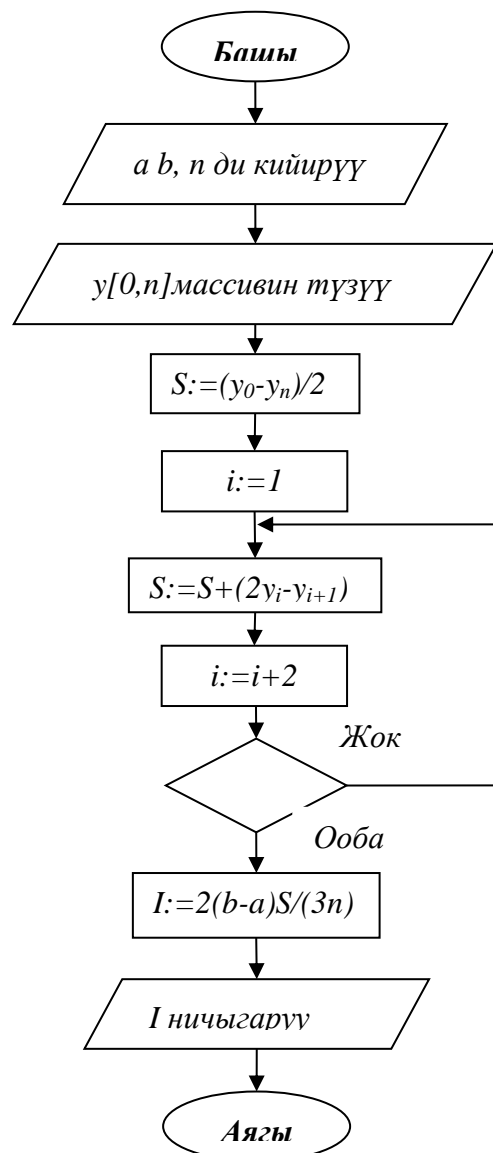 Башы
a b, n ди кийирүү
y[0,n]массивин түзүү
S:=(y₀-yₙ)/2
i:=1
S:=S+(2yᵢ-yᵢ₊₁)
i:=i+2
Жок
Ооба
I:=2(b-a)S/(3n)
I ничыгаруу
Аягы